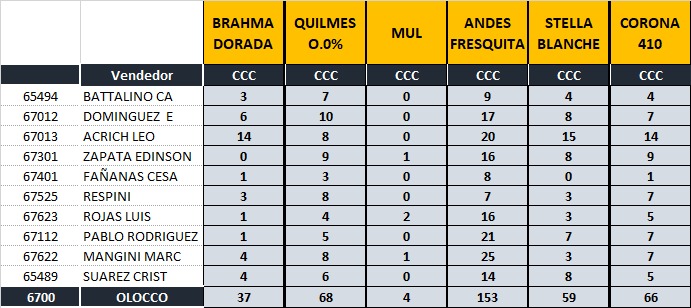 BRAHMA DORADA QUILMES O.0% MUL ANDES FRESQUITA STELLA BLANCHE CORONA 410
Vendedor CCC CCC CCC CCC CCC CCC
65494 BATTALINO CA 3 7 0 9 4 4
67012 DOMINGUEZ E 6 10 0 17 8 7
67013 ACRICH LEO 14 8 0 20 15 14
67301 ZAPATA EDINSON 0 9 1 16 8 9
67401 FAÑANAS CESA 1 3 0 8 0 1
67525 RESPINI 3 8 0 7 3 7
67623 ROJAS LUIS 1 4 2 16 3 5
67112 PABLO RODRIGUEZ 1 5 0 21 7 7
67622 MANGINI MARC 4 8 1 25 3 7
65489 SUAREZ CRIST 4 6 0 14 8 5
6700 OLOCCO 37 68 4 153 59 66